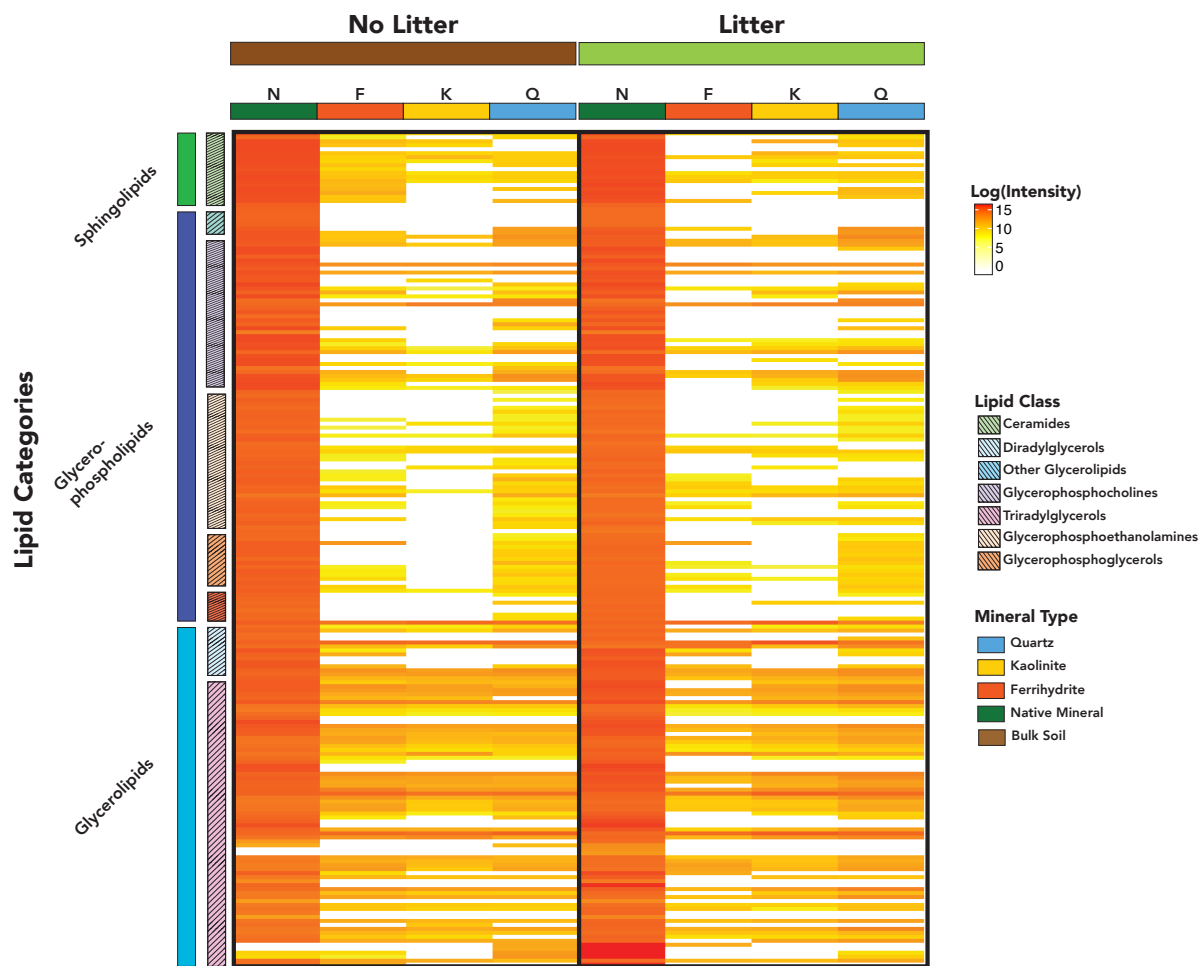 No Litter Litter
N F K Q N F K Q
Sphingolipids
Glycero-
phospholipids
Glycerolipids
Lipid Categories
Log(Intensity)
15
10
5
0
Lipid Class
Ceramides
Diradylglycerols
Other Glycerolipids
Glycerophosphocholines
Triradylglycerols
Glycerophosphoethanolamines
Glycerophosphoglycerols
Mineral Type
Quartz
Kaolinite
Ferrihydrite
Native Mineral
Bulk Soil